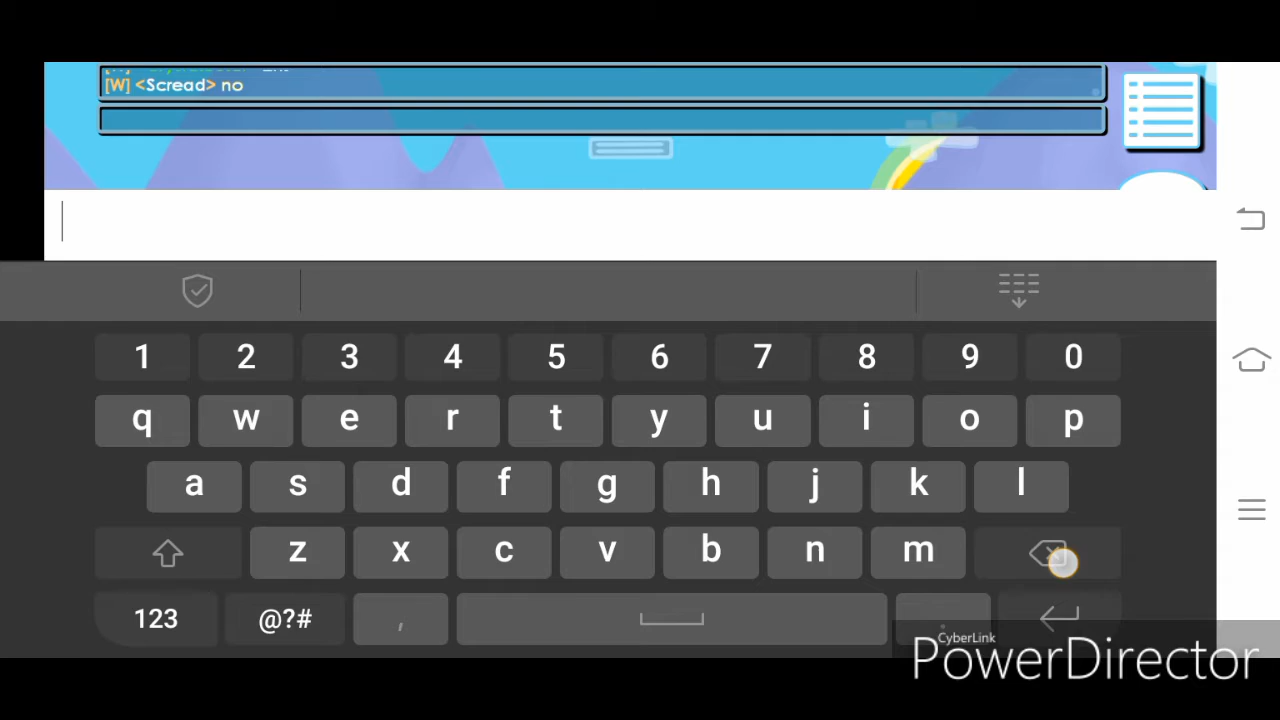 [W] <Scread> no
1 2 3 4 5 6 7 8 9 0
q w e r t y u i o p
a s d f g h j k l
z x c v b n m
123 @?# , .
CyberLink
PowerDirector